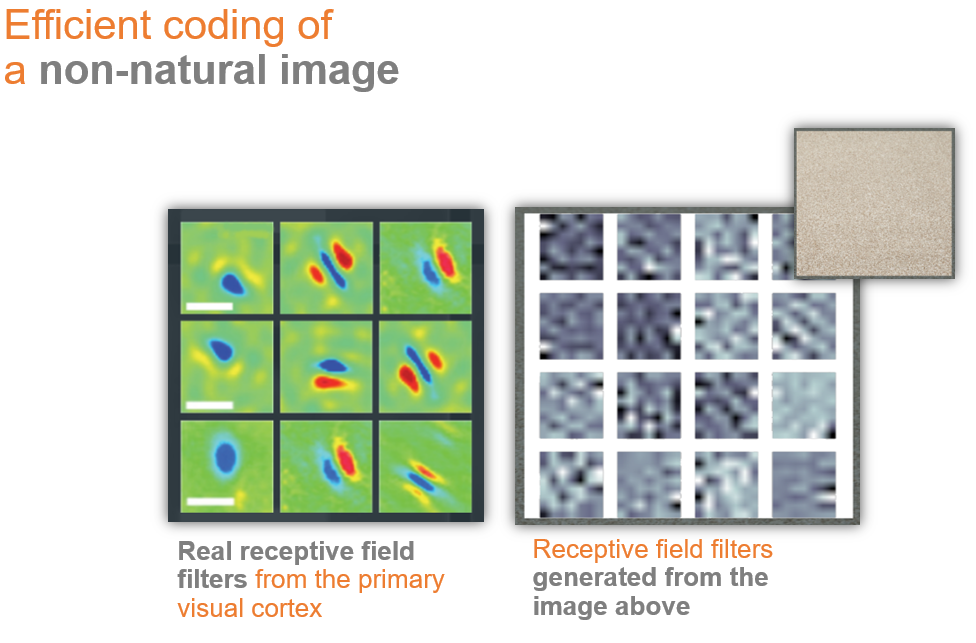 Efficient coding of
a non-natural image
Real receptive field
filters from the primary
visual cortex
Receptive field filters
generated from the
image above